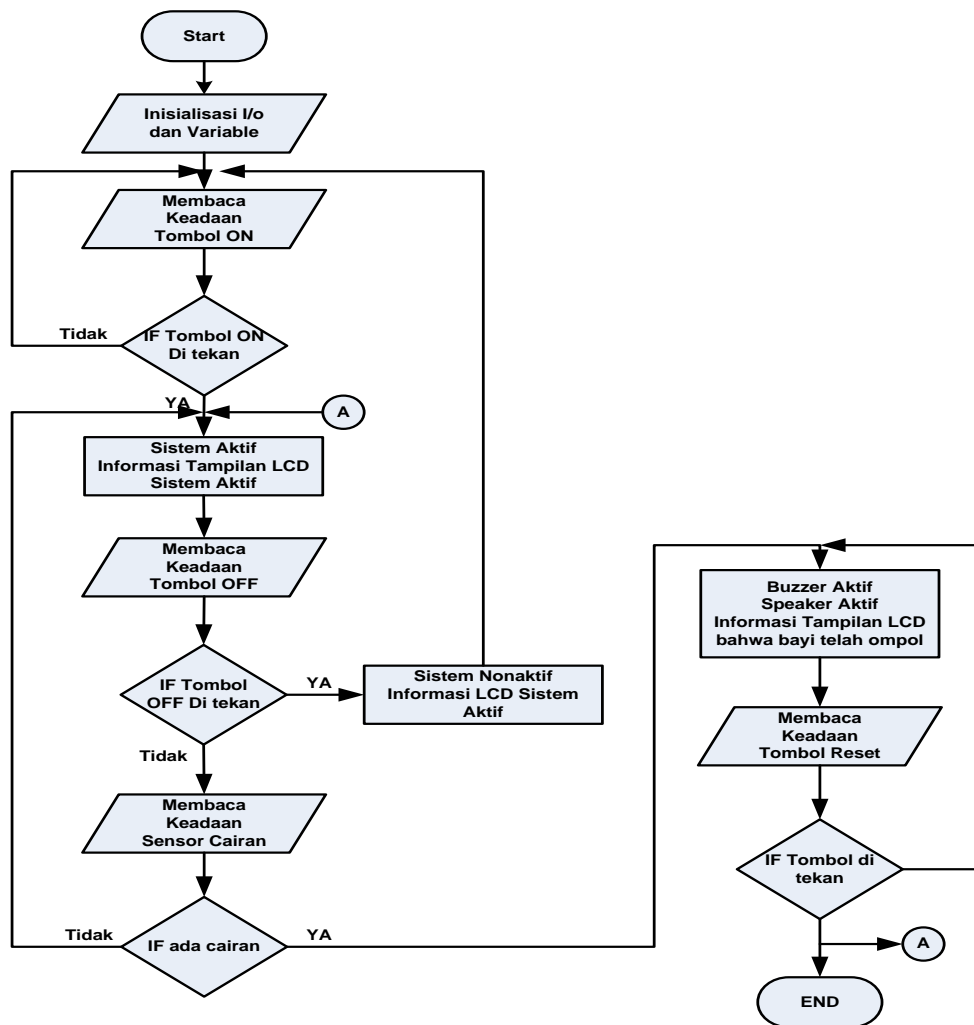 Start
Inisialisasi I/o
dan Variable
Membaca
Keadaan
Tombol ON
IF Tombol ON
Di tekan
Tidak
YA
A
Sistem Aktif
Informasi Tampilan LCD
Sistem Aktif
Membaca
Keadaan
Tombol OFF
IF Tombol
OFF Di tekan
YA
Sistem Nonaktif
Informasi LCD Sistem
Aktif
Tidak
Membaca
Keadaan
Sensor Cairan
IF ada cairan
Tidak
YA
Buzzer Aktif
Speaker Aktif
Informasi Tampilan LCD
bahwa bayi telah ompol
Membaca
Keadaan
Tombol Reset
IF Tombol di
tekan
A
END